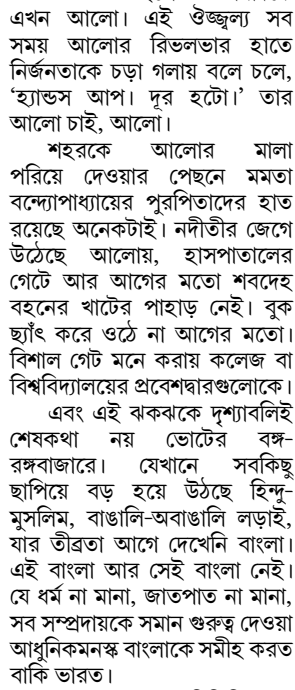 এখন আলো। এই ঔজ্জ্বল্য সব
সময় আলোর রিভলভার হাতে
নির্জনতাকে চড়া গলায় বলে চলে,
‘হ্যান্ডস আপ। দূর হটো।’ তার
আলো চাই, আলো।
শহরকে আলোর মালা
পরিয়ে দেওয়ার পেছনে মমতা
বন্দ্যোপাধ্যায়ের পুরপিতাদের হাত
রয়েছে অনেকটাই। নদীতীর জেগে
উঠেছে আলোয়, হাসপাতালের
গেটে আর আগের মতো শবদেহ
বহনের খাটের পাহাড় নেই। বুক
ছ্যাঁৎ করে ওঠে না আগের মতো।
বিশাল গেট মনে করায় কলেজ বা
বিশ্ববিদ্যালয়ের প্রবেশদ্বারগুলোকে।
এবং এই ঝকঝকে দৃশ্যাবলিই
শেষকথা নয় ভোটের বঙ্গ-
রঙ্গবাজারে। যেখানে সবকিছু
ছাপিয়ে বড় হয়ে উঠছে হিন্দু-
মুসলিম, বাঙালি-অবাঙালি লড়াই,
যার তীব্রতা আগে দেখেনি বাংলা।
এই বাংলা আর সেই বাংলা নেই।
যে ধর্ম না মানা, জাতপাত না মানা,
সব সম্প্রদায়কে সমান গুরুত্ব দেওয়া
আধুনিকমনস্ক বাংলাকে সমীহ করত
বাকি ভারত।